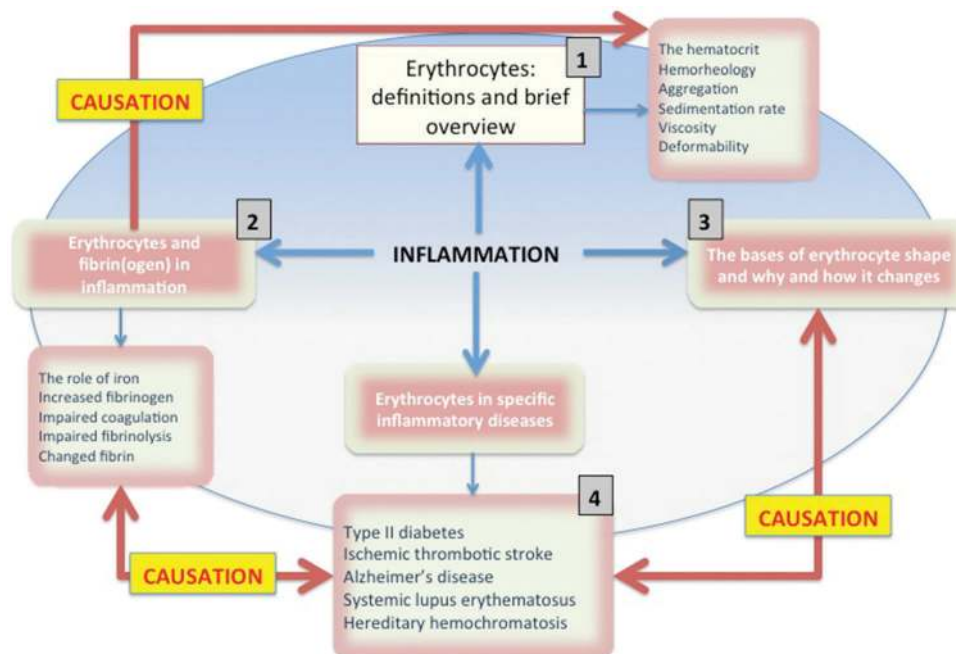 1
Erythrocytes:
definitions and brief
overview
The hematocrit
Hemorheology
Aggregation
Sedimentation rate
Viscosity
Deformability
CAUSATION
2
Erythrocytes and
fibrin(ogen) in
inflammation
INFLAMMATION
3
The bases of erythrocyte shape
and why and how it changes
The role of iron
Increased fibrinogen
Impaired coagulation
Impaired fibrinolysis
Changed fibrin
Erythrocytes in specific
inflammatory diseases
4
Type II diabetes
Ischemic thrombotic stroke
Alzheimer's disease
Systemic lupus erythematosus
Hereditary hemochromatosis
CAUSATION
CAUSATION